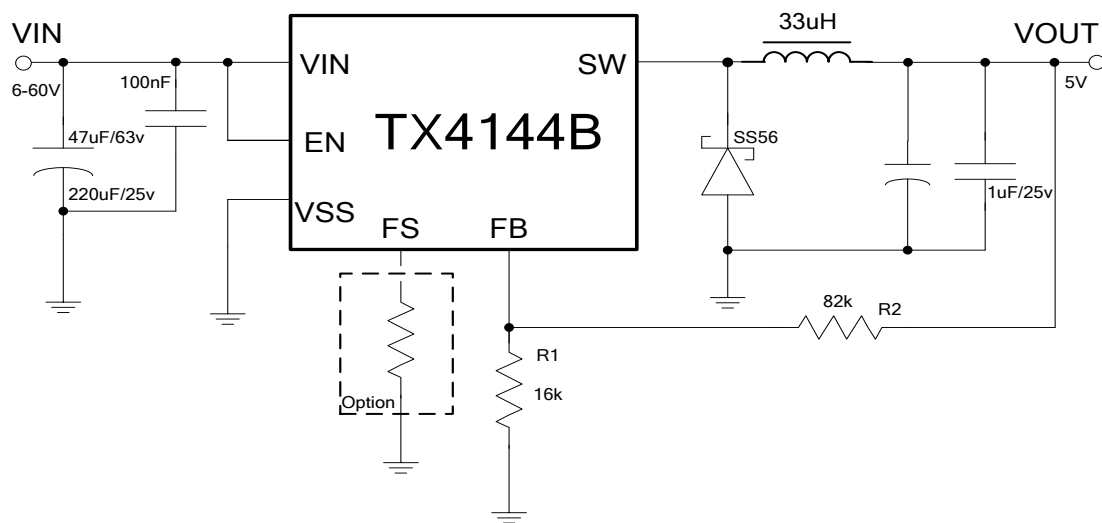 33uH
VIN
VOUT
VIN
SW
6-60V
100nF
5V
47uF/63v
EN
TX4144B
SS56
220uF/25v
1uF/25v
VSS
FS
FB
82k
R2
R1
16k
Option